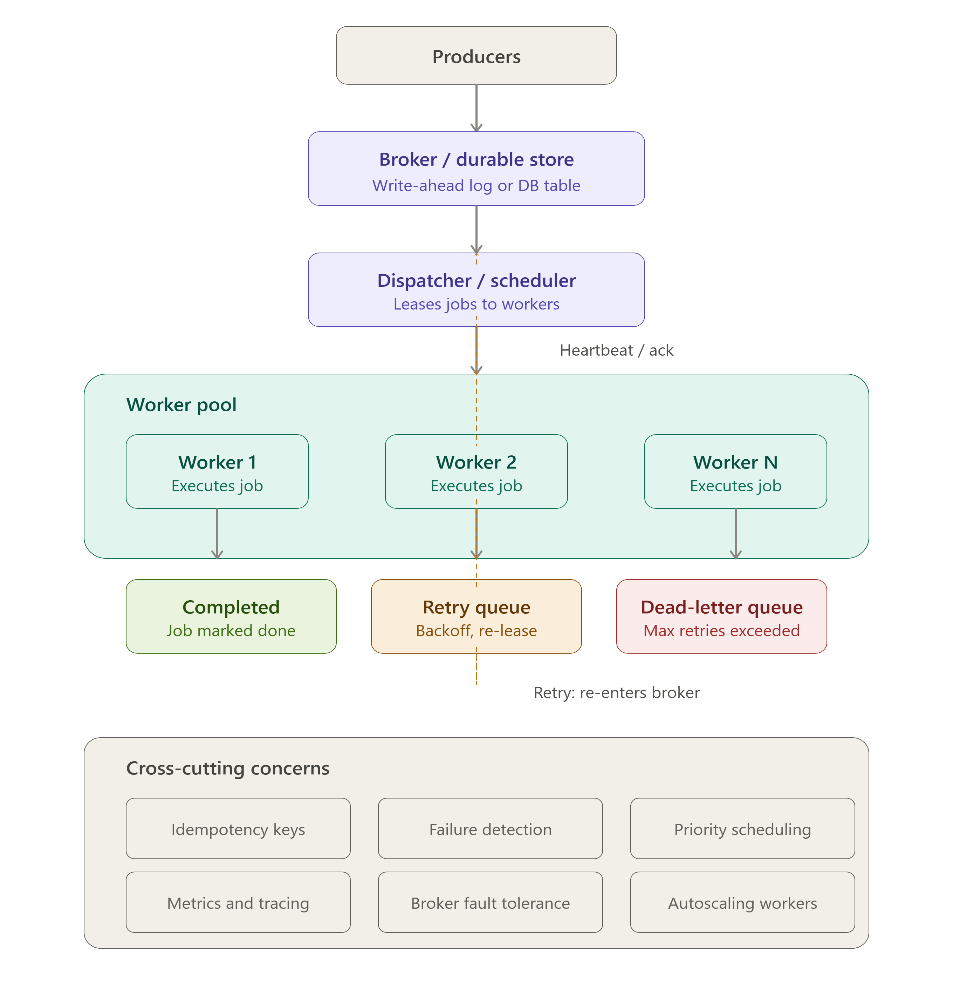 Producers
Broker / durable store
Write-ahead log or DB table
Dispatcher / scheduler
Leases jobs to workers
Heartbeat / ack
Worker pool
Worker 1
Executes job
Worker 2
Executes job
Worker N
Executes job
Completed
Job marked done
Retry queue
Backoff, re-lease
Dead-letter queue
Max retries exceeded
Retry: re-enters broker
Cross-cutting concerns
Idempotency keys
Failure detection
Priority scheduling
Metrics and tracing
Broker fault tolerance
Autoscaling workers